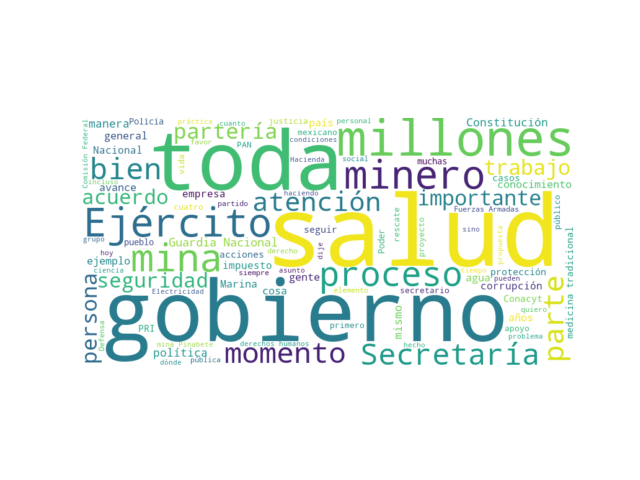 manera
Policía
práctica
cuanto
justicia
país
personal
Constitución
general
partería
favor
PAN
mexicano
condiciones
millones
Comisión Federal
Nacional
toda
Hacienda
social
muchas
bien
vida
minero
trabajo
incluso
avance
casos
conocimiento
acuerdo
empresa
atención
partido
haciendo
importante
Ejército
salud
Fuerzas Armadas
público
seguir
rescate
proyecto
sino
propuesta
grupo
hoy
pueblo
Guardia Nacional
derecho
dije
Poder
mina
acciones
siempre
asunto
gente
proceso
tiempo
agua
pueden
protección
medicina tradicional
ejemplo
impuesto
ciencia
seguridad
Electricidad
Marina
cosa
elemento
secretario
corrupción
persona
gobierno
Conacyt
quiero
parte
Defensa
PRI
primero
mismo
años
apoyo
problema
mina Pinabete
derechos humanos
hecho
política
momento
Secretaría
dónde
pública
cuatro